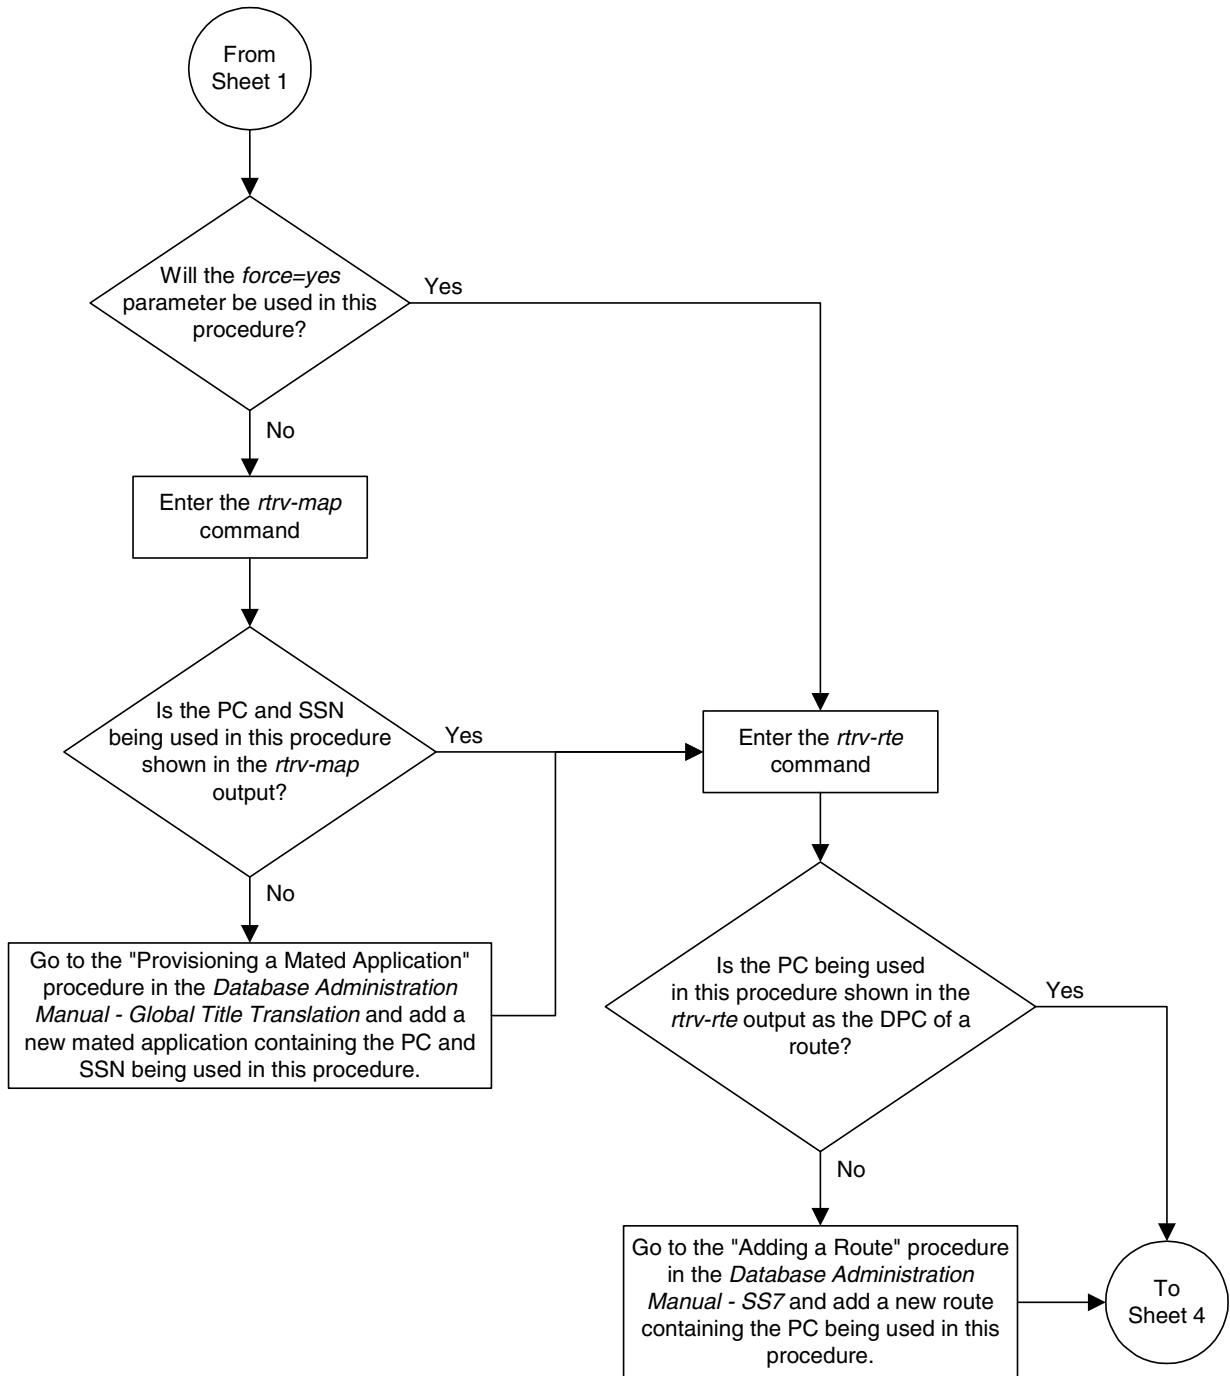 From
Sheet 1
Will the force=yes
parameter be used in this
procedure?
Yes
No
Enter the rtrv-map
command
Is the PC and SSN
being used in this procedure
shown in the rtrv-map
output?
Yes
No
Go to the "Provisioning a Mated Application"
procedure in the Database Administration
Manual - Global Title Translation and add a
new mated application containing the PC and
SSN being used in this procedure.
Enter the rtrv-rte
command
Is the PC being used
in this procedure shown in the
rtrv-rte output as the DPC of a
route?
Yes
No
Go to the "Adding a Route" procedure
in the Database Administration
Manual - SS7 and add a new route
containing the PC being used in this
procedure.
To
Sheet 4